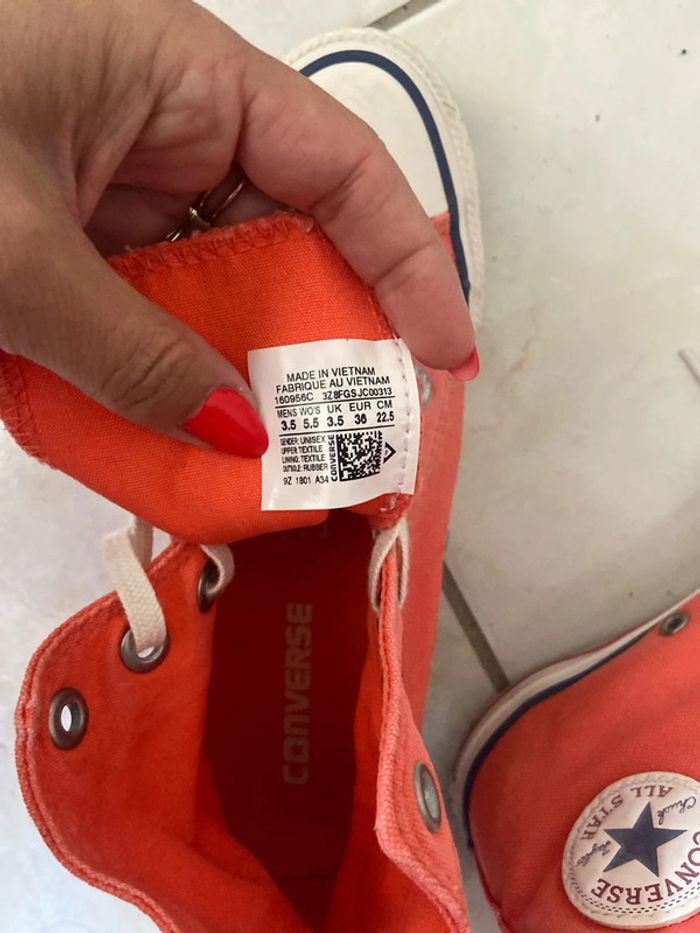 MADE IN VIETNAM
FABRIQUE AU VIETNAM
160956C 3Z8FGSJC00313
MENS WO'S UK EUR CM
3.5 5.5 3.5 36 22.5
GENDER: UNISEX
UPPER: TEXTILE
LINING: TEXTILE
OUTSOLE: RUBBER
CONVERSE
9Z 1801 A34
CONVERSE
CONVERSE
ALL STAR
Chuck
Taylor